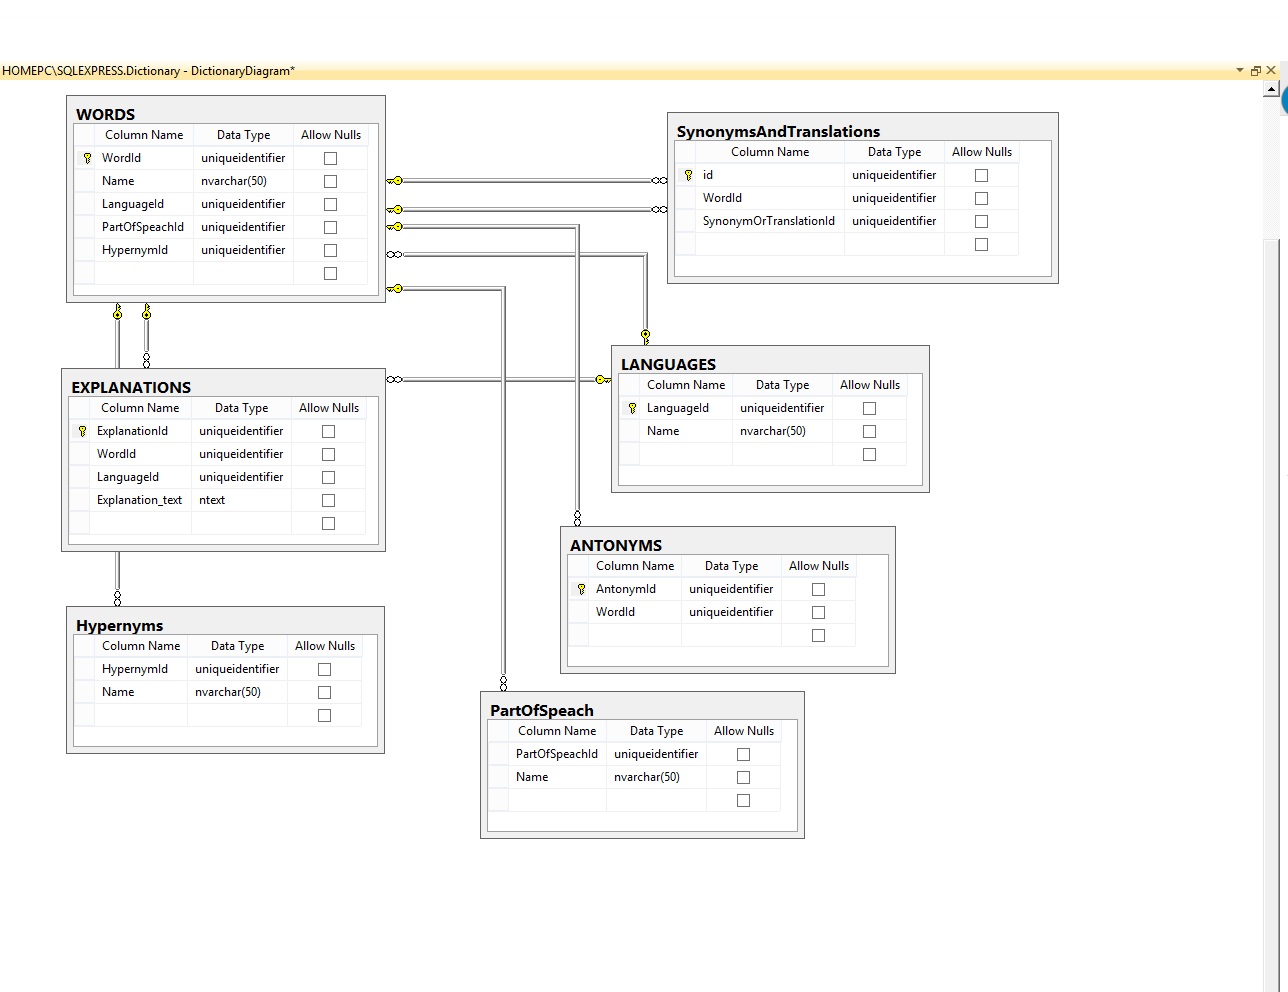 HOMEPC\SQLEXPRESS.Dictionary - DictionaryDiagram*
WORDS
Column Name Data Type Allow Nulls
WordId uniqueidentifier
Name nvarchar(50)
LanguageId uniqueidentifier
PartOfSpeachId uniqueidentifier
HypernymId uniqueidentifier
SynonymsAndTranslations
Column Name Data Type Allow Nulls
id uniqueidentifier
WordId uniqueidentifier
SynonymOrTranslationId uniqueidentifier
EXPLANATIONS
Column Name Data Type Allow Nulls
ExplanationId uniqueidentifier
WordId uniqueidentifier
LanguageId uniqueidentifier
Explanation_text ntext
LANGUAGES
Column Name Data Type Allow Nulls
LanguageId uniqueidentifier
Name nvarchar(50)
ANTONYMS
Column Name Data Type Allow Nulls
AntonymId uniqueidentifier
WordId uniqueidentifier
Hypernyms
Column Name Data Type Allow Nulls
HypernymId uniqueidentifier
Name nvarchar(50)
PartOfSpeach
Column Name Data Type Allow Nulls
PartOfSpeachId uniqueidentifier
Name nvarchar(50)